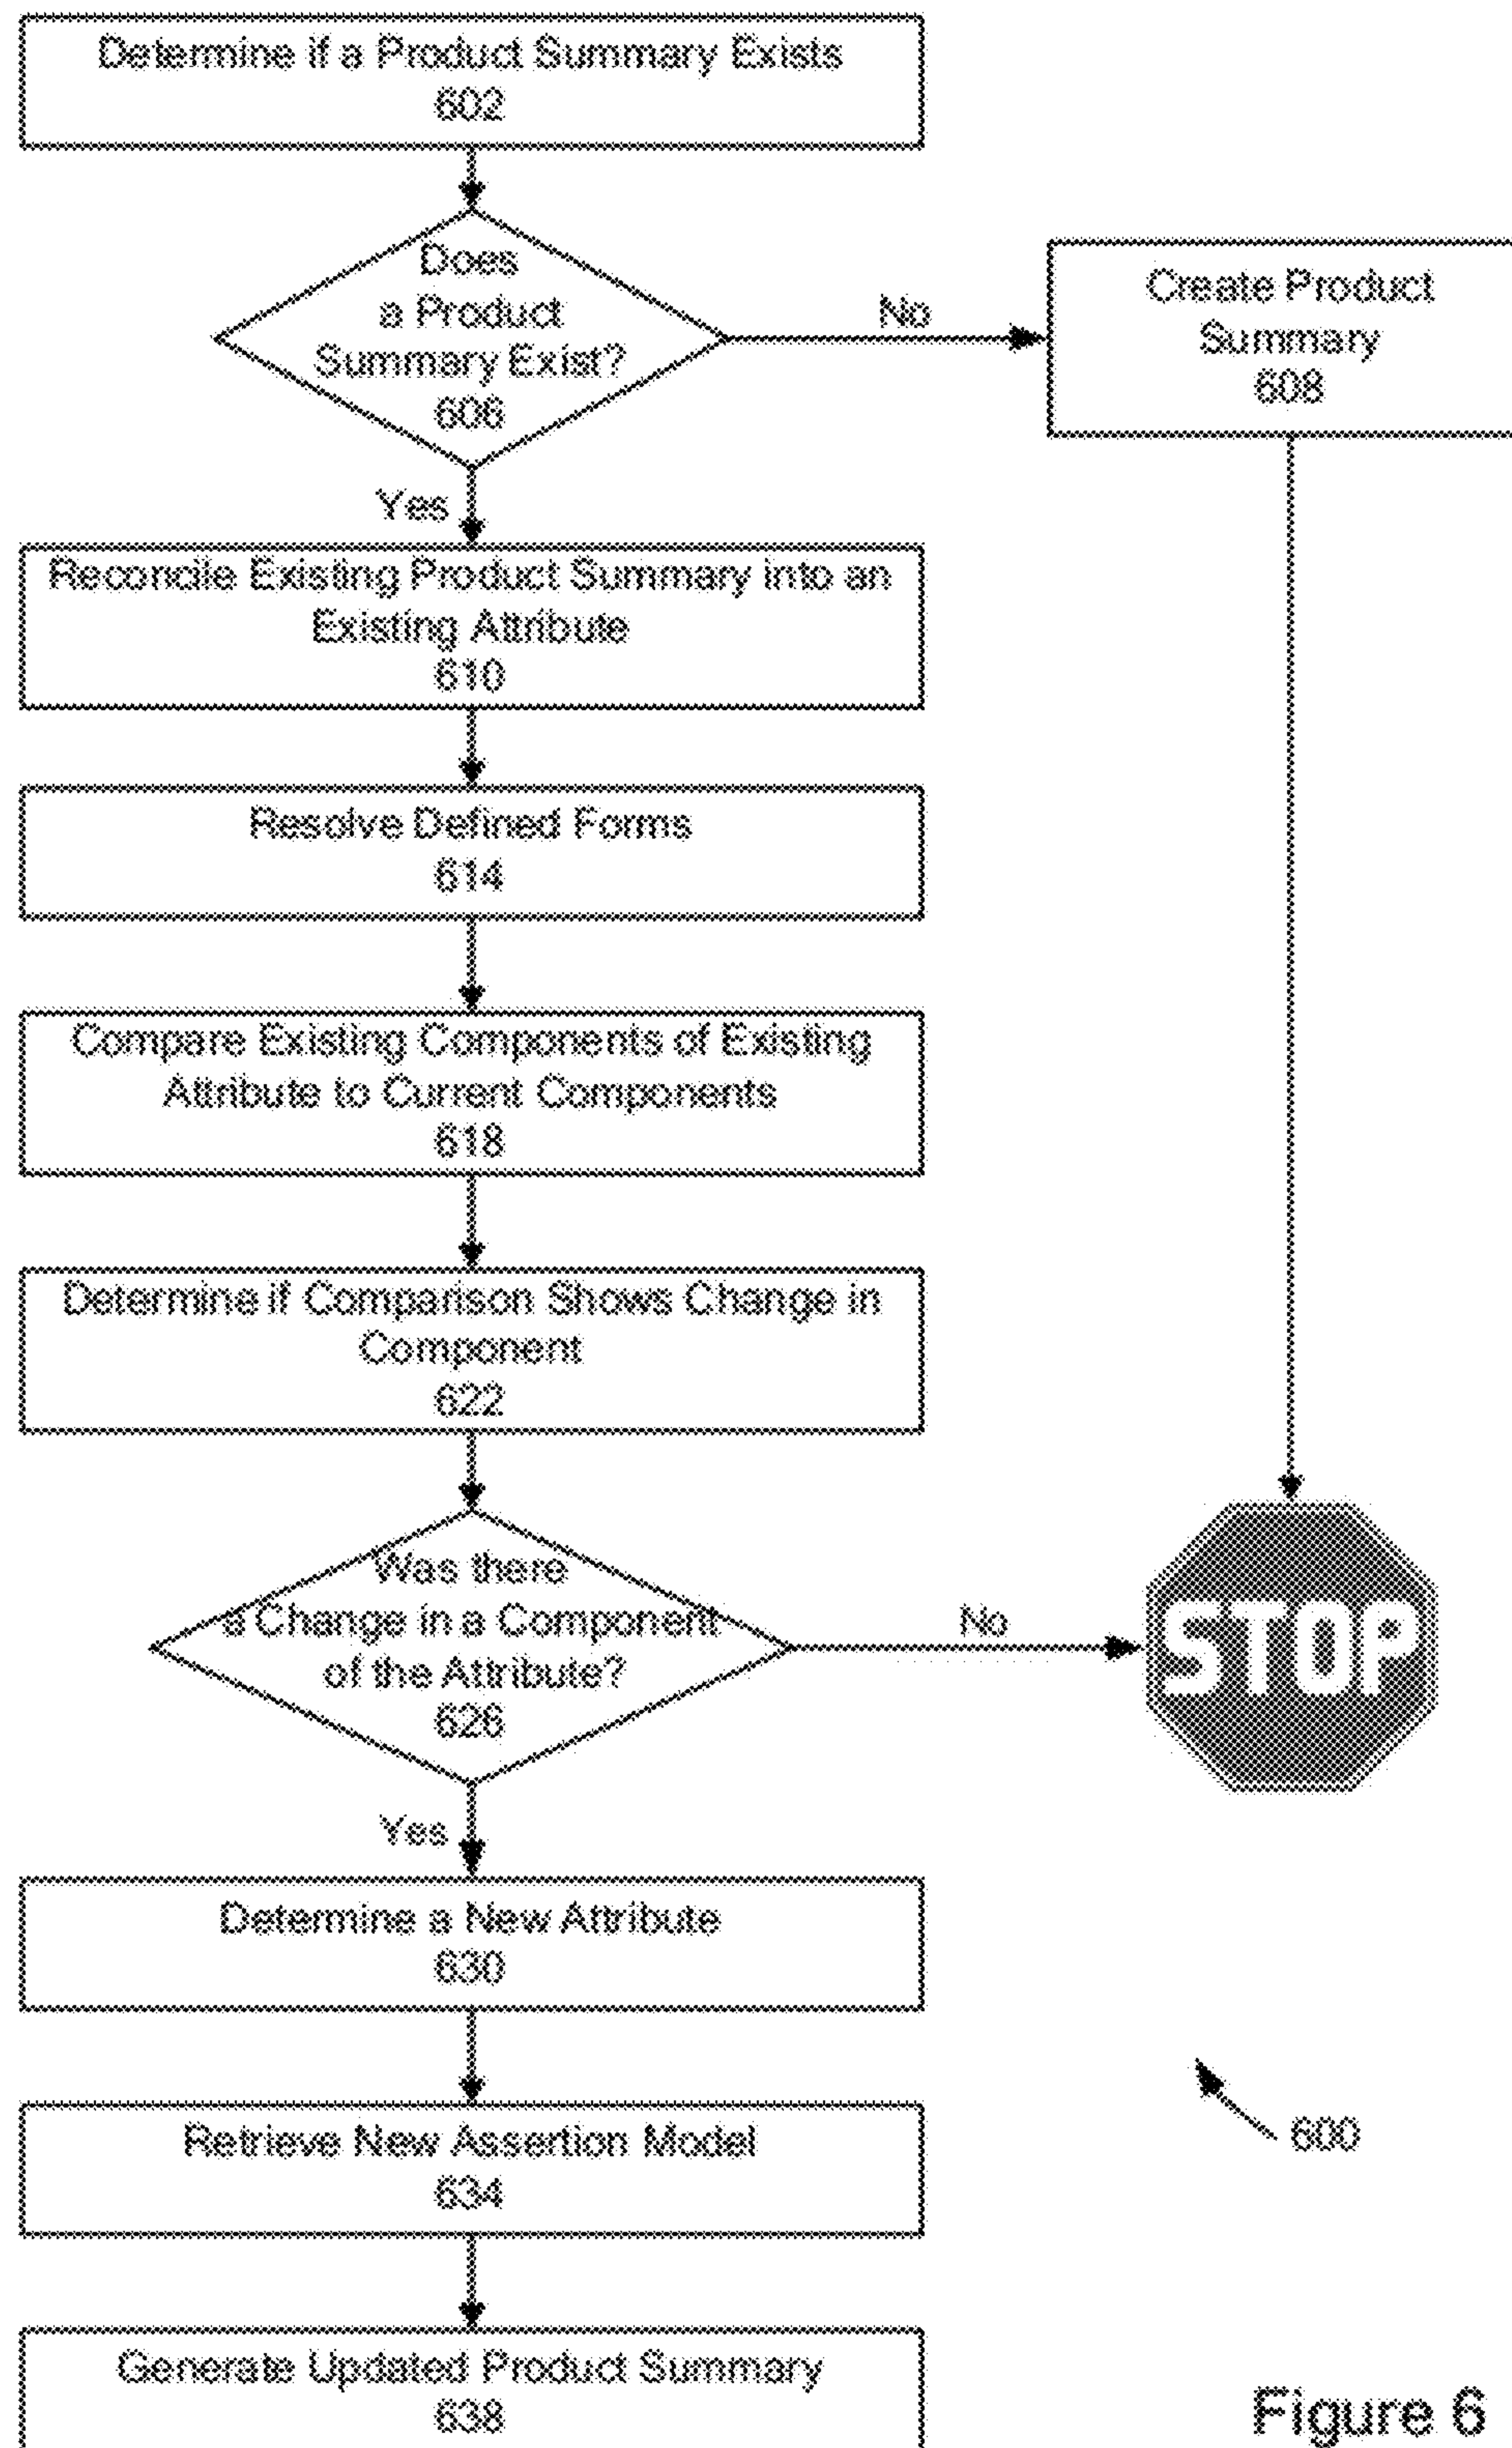 Determine if a Product Summary Exists
602
Does
a Product
Summary Exist?
606
No
Create Product
Summary
608
Yes
Reconcile Existing Product Summary into an
Existing Attribute
610
Resolve Defined Forms
614
Compare Existing Components of Existing
Attribute to Current Components
618
Determine if Comparison Shows Change in
Component
622
Was there
a Change in a Component
of the Attribute?
626
No
STOP
Yes
Determine a New Attribute
630
Retrieve New Assertion Model
634
600
Generate Updated Product Summary
638
Figure 6